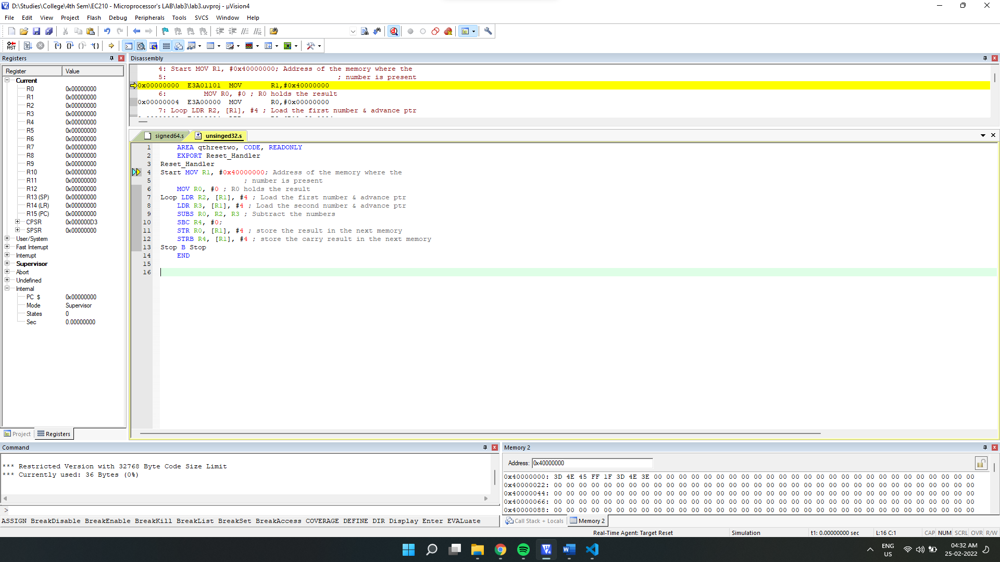 D:\Studies\College\4th Sem\EC210 - Microprocessor's LAB\lab3\lab3.uvproj - µVision4
File Edit View Project Flash Debug Peripherals Tools SVCS Window Help
Registers
Register Value
Current
R0 0x00000000
R1 0x00000000
R2 0x00000000
R3 0x00000000
R4 0x00000000
R5 0x00000000
R6 0x00000000
R7 0x00000000
R8 0x00000000
R9 0x00000000
R10 0x00000000
R11 0x00000000
R12 0x00000000
R13 (SP) 0x00000000
R14 (LR) 0x00000000
R15 (PC) 0x00000000
CPSR 0x000000D3
SPSR 0x00000000
User/System
Fast Interrupt
Interrupt
Supervisor
Abort
Undefined
Internal
PC $ 0x00000000
Mode Supervisor
States 0
Sec 0.00000000
Project Registers
Disassembly
4: Start MOV R1, #0x40000000; Address of the memory where the
5: ; number is present
0x00000000 E3A01101 MOV R1,#0x40000000
6: MOV R0, #0 ; R0 holds the result
0x00000004 E3A00000 MOV R0,#0x00000000
7: Loop LDR R2, [R1], #4 ; Load the first number & advance ptr
signed64.s unsinged32.s
1 AREA qthreetwo, CODE, READONLY
2 EXPORT Reset_Handler
3 Reset_Handler
4 Start MOV R1, #0x40000000; Address of the memory where the
5 ; number is present
6 MOV R0, #0 ; R0 holds the result
7 Loop LDR R2, [R1], #4 ; Load the first number & advance ptr
8 LDR R3, [R1], #4 ; Load the second number & advance ptr
9 SUBS R0, R2, R3 ; Subtract the numbers
10 SBC R4, #0;
11 STR R0, [R1], #4 ; store the result in the next memory
12 STRB R4, [R1], #4 ; store the carry result in the next memory
13 Stop B Stop
14 END
15
16
Command
*** Restricted Version with 32768 Byte Code Size Limit
*** Currently used: 36 Bytes (0%)
>
ASSIGN BreakDisable BreakEnable BreakKill BreakList BreakSet BreakAccess COVERAGE DEFINE DIR Display Enter EVALuate
Memory 2
Address: 0x40000000
0x40000000: 3D 4E 45 FF 1F 3D 4E 3E 00 00 00 00 00 00 00 00 00 00 00 00 00 00 00 00 00 00 00 00 00 00 00 00 00 00
0x40000022: 00 00 00 00 00 00 00 00 00 00 00 00 00 00 00 00 00 00 00 00 00 00 00 00 00 00 00 00 00 00 00 00 00 00
0x40000044: 00 00 00 00 00 00 00 00 00 00 00 00 00 00 00 00 00 00 00 00 00 00 00 00 00 00 00 00 00 00 00 00 00 00
0x40000066: 00 00 00 00 00 00 00 00 00 00 00 00 00 00 00 00 00 00 00 00 00 00 00 00 00 00 00 00 00 00 00 00 00 00
0x40000088: 00 00 00 00 00 00 00 00 00 00 00 00 00 00 00 00 00 00 00 00 00 00 00 00 00 00 00 00 00 00 00 00 00 00
Call Stack + Locals Memory 2
Real-Time Agent: Target Reset Simulation t1: 0.00000000 sec L:16 C:1 CAP NUM SCRL OVR R/W
ENG
US
04:32 AM
25-02-2022